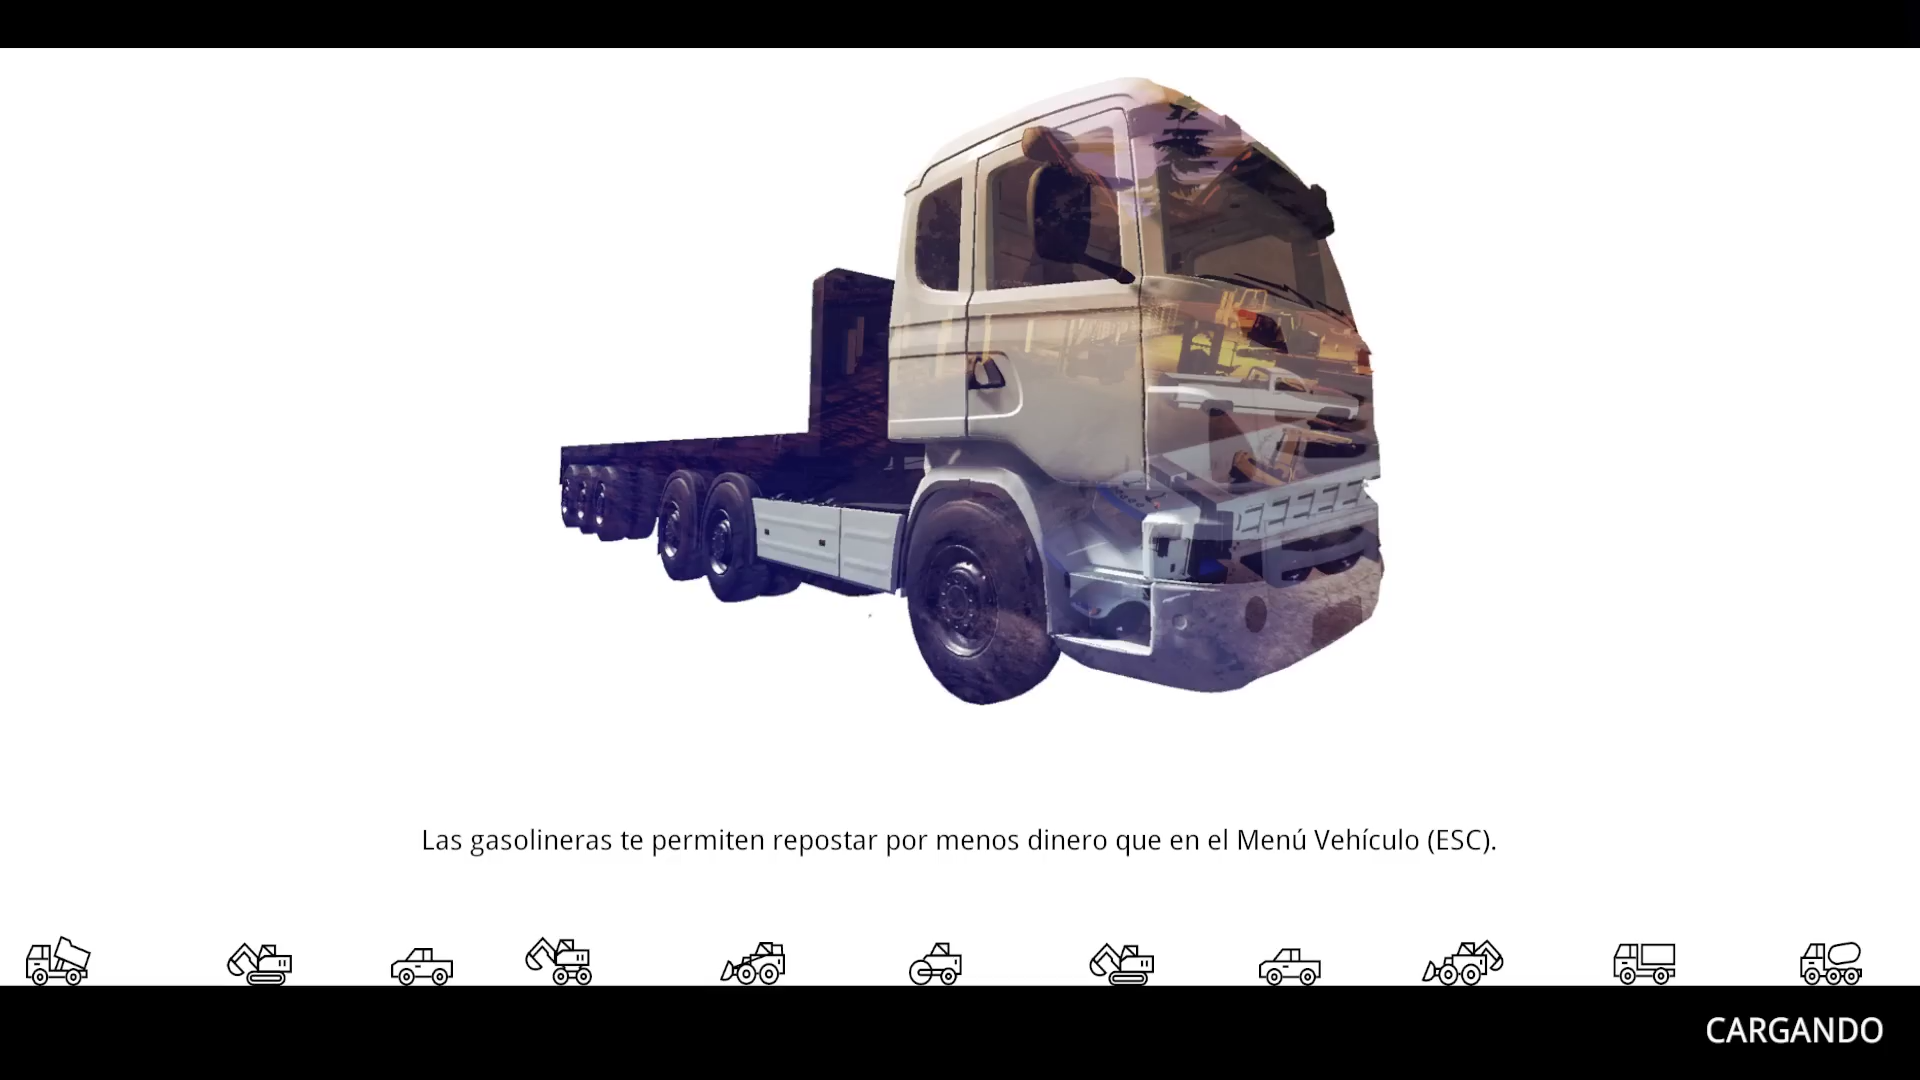 Las gasolineras te permiten repostar por menos dinero que en el Menú Vehículo (ESC).
CARGANDO